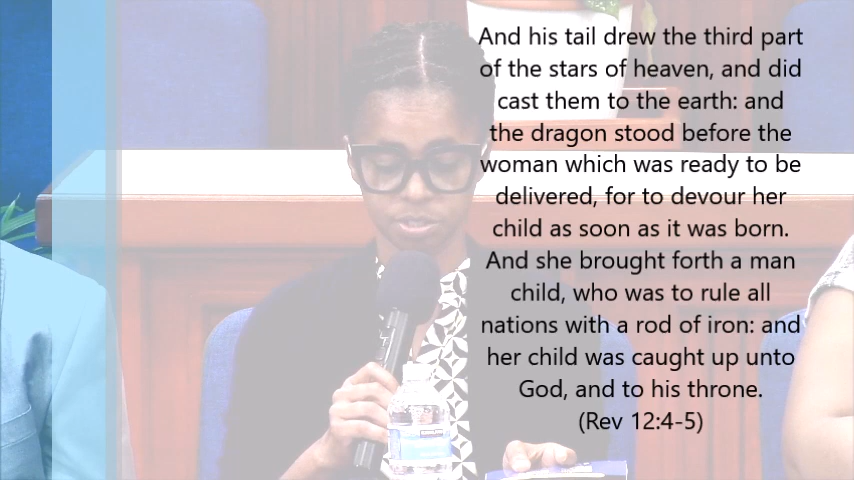 And his tail drew the third part
of the stars of heaven, and did
cast them to the earth: and
the dragon stood before the
woman which was ready to be
delivered, for to devour her
child as soon as it was born.
And she brought forth a man
child, who was to rule all
nations with a rod of iron: and
her child was caught up unto
God, and to his throne.
(Rev 12:4-5)